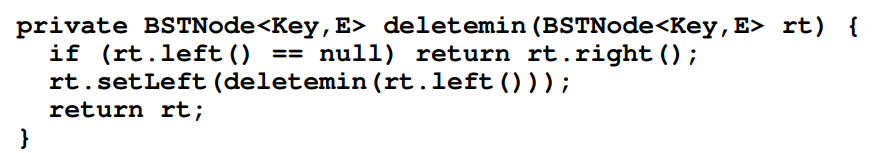 private BSTNode<Key,E> deletemin(BSTNode<Key,E> rt) {
  if (rt.left() == null) return rt.right();
  rt.setLeft(deletemin(rt.left()));
  return rt;
}